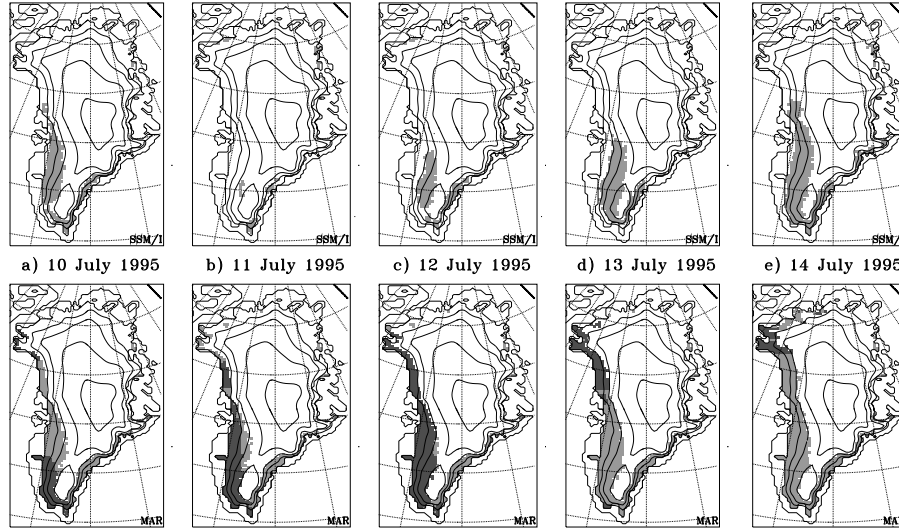 SSM/I SSM/I SSM/I SSM/I SSM/I
a) 10 July 1995 b) 11 July 1995 c) 12 July 1995 d) 13 July 1995 e) 14 July 1995
MAR MAR MAR MAR MAR